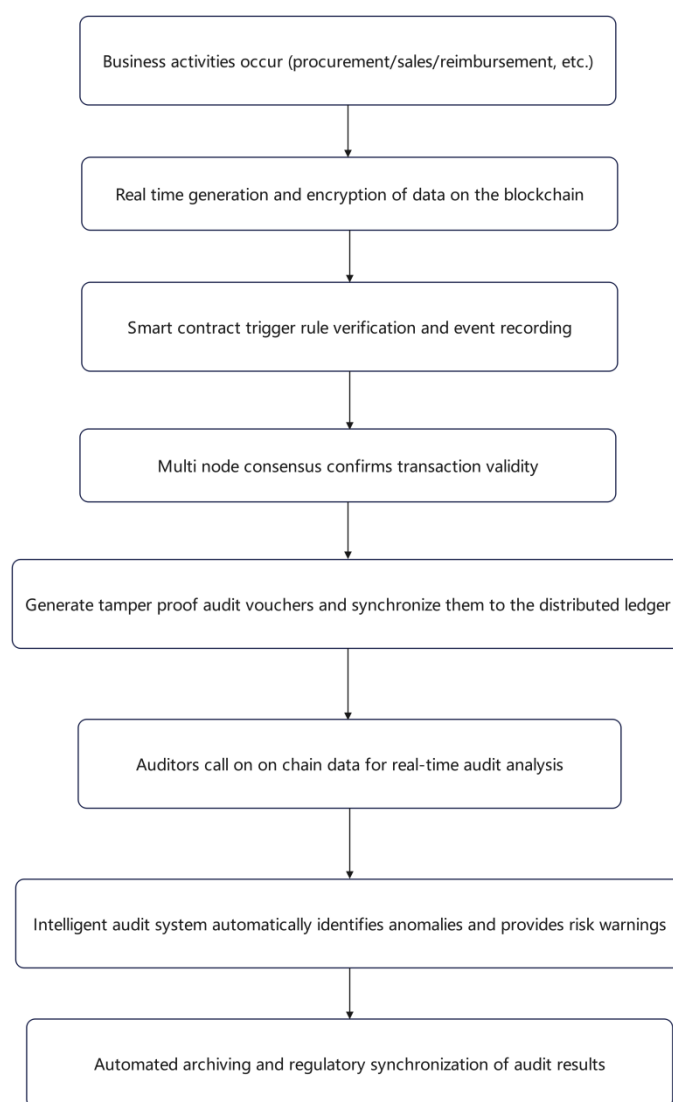 Business activities occur (procurement/sales/reimbursement, etc.)
Real time generation and encryption of data on the blockchain
Smart contract trigger rule verification and event recording
Multi node consensus confirms transaction validity
Generate tamper proof audit vouchers and synchronize them to the distributed ledger
Auditors call on on chain data for real-time audit analysis
Intelligent audit system automatically identifies anomalies and provides risk warnings
Automated archiving and regulatory synchronization of audit results